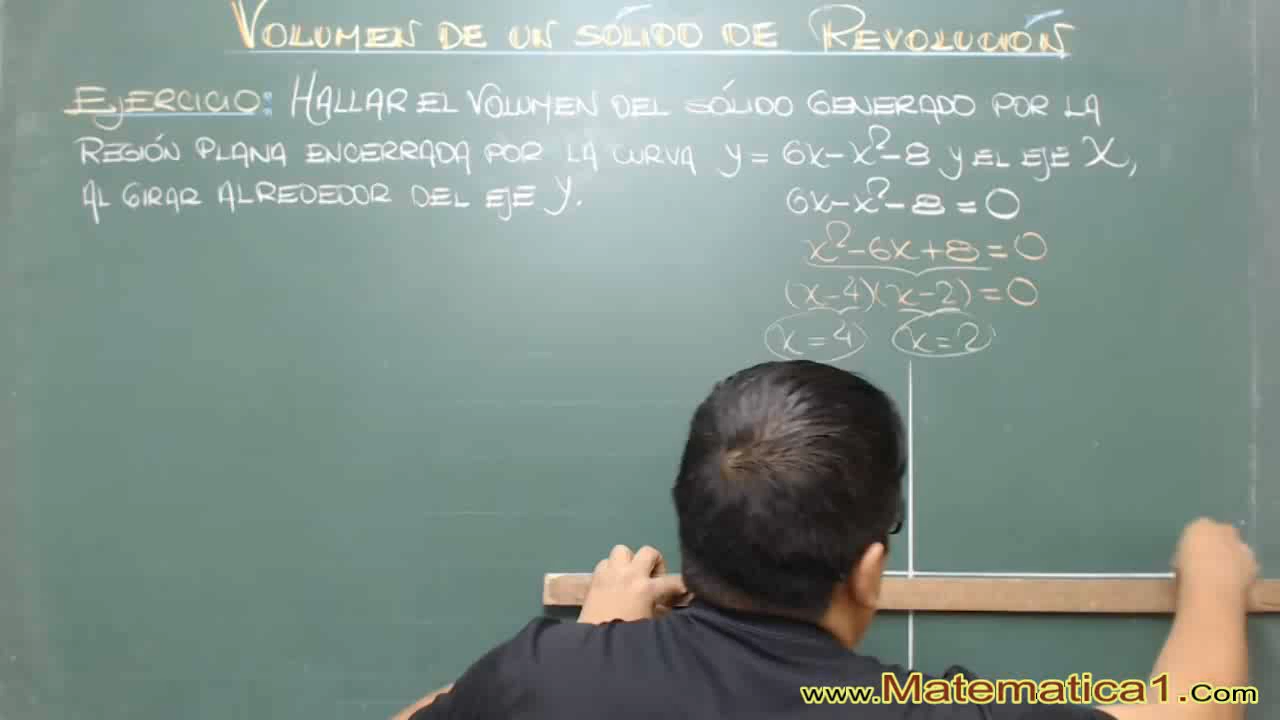 VOLUMEN DE UN SÓLIDO DE REVOLUCIÓN
EJERCICIO: HALLAR EL VOLUMEN DEL SÓLIDO GENERADO POR LA
REGIÓN PLANA ENCERRADA POR LA CURVA y = 6x-x²-8 y EL EJE X,
AL GIRAR ALREDEDOR DEL EJE Y.
6x-x²-8=0
x²-6x+8=0
(x-4)(x-2)=0
x=4 x=2
www.Matematica1.Com